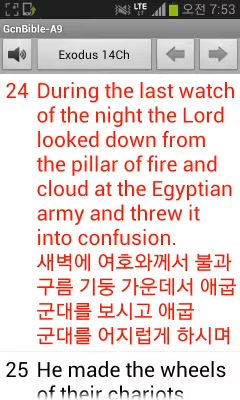 LTE 오전 7:53
GcnBible-A9
Exodus 14Ch
24 During the last watch
of the night the Lord
looked down from
the pillar of fire and
cloud at the Egyptian
army and threw it
into confusion.
새벽에 여호와께서 불과
구름 기둥 가운데서 애굽
군대를 보시고 애굽
군대를 어지럽게 하시며
25 He made the wheels
of their chariots